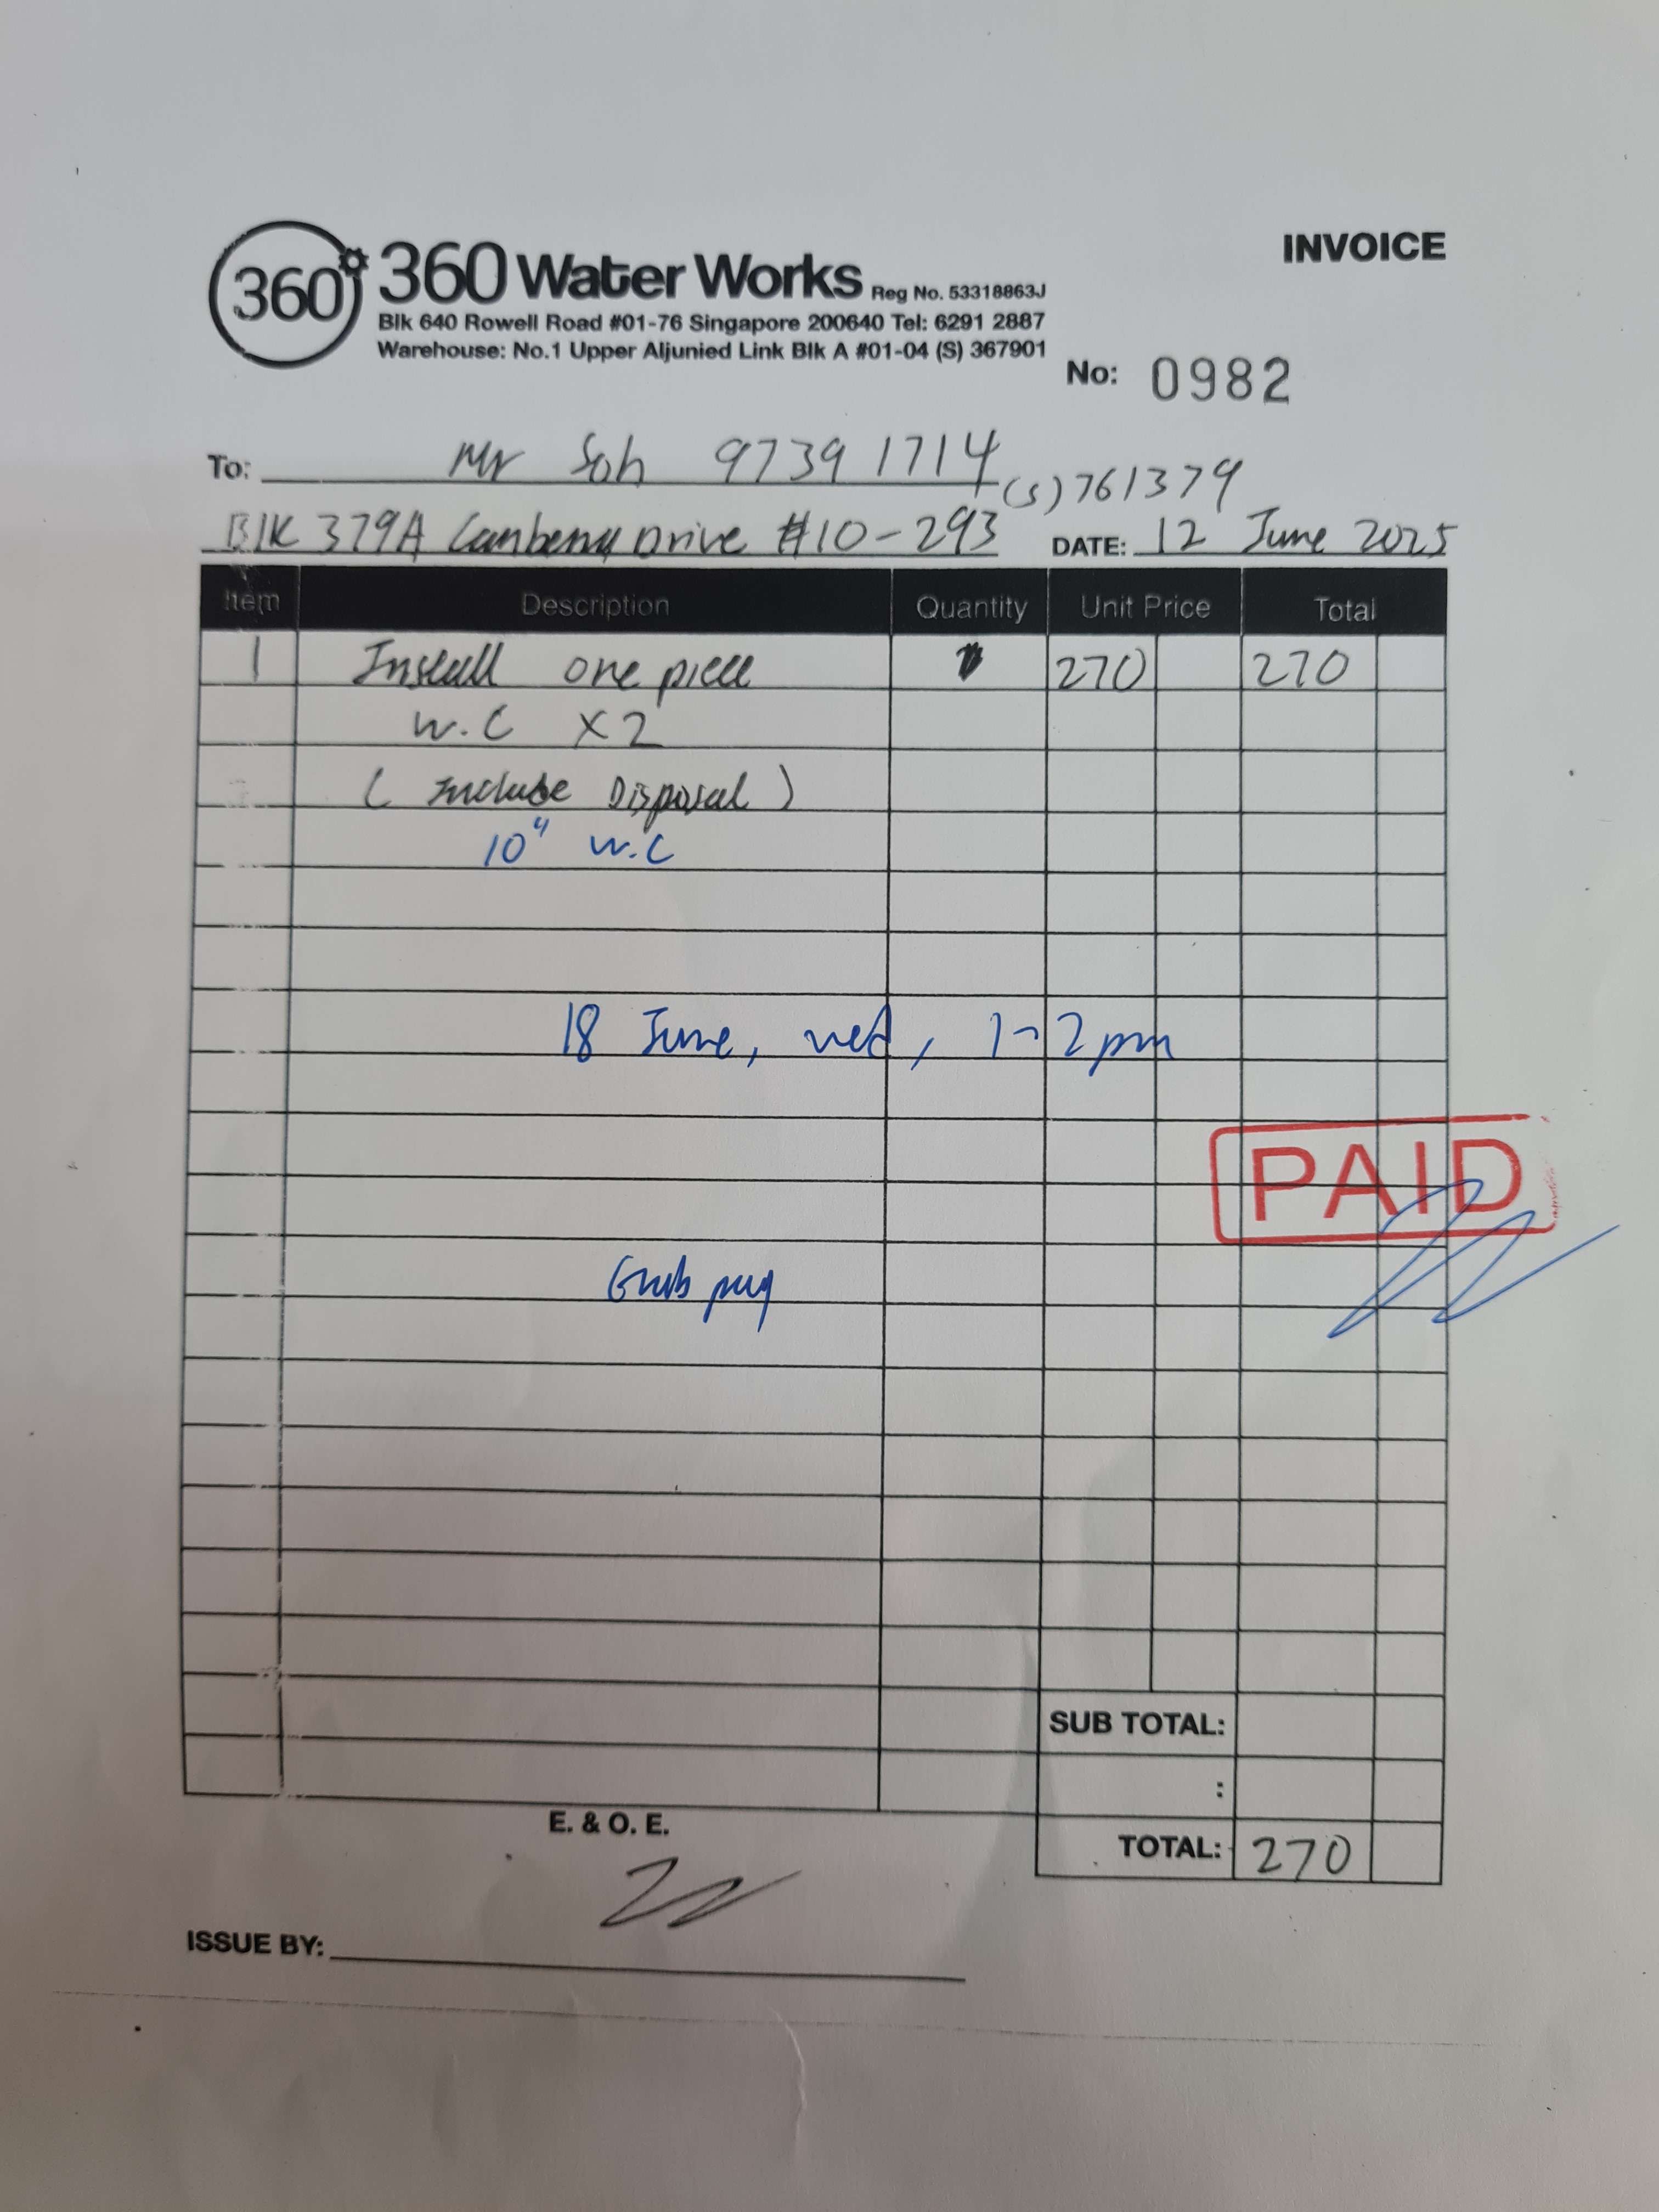 INVOICE
360°
360 Water Works Reg No. 53318863J
Blk 640 Rowell Road #01-76 Singapore 200640 Tel: 6291 2887
Warehouse: No.1 Upper Aljunied Link Blk A #01-04 (S) 367901
No: 0982
To: Mr Soh 9739 1714 (S) 761379
Blk 379A Canberra Drive #10-293 DATE: 12 June 2025
Item Description Quantity Unit Price Total
1 Install one piece 270 270
W.C X2
( Include Disposal )
10" W.C
18 June, wed, 1-2pm
PAID
Grab pay
SUB TOTAL:
:
E. & O. E.
TOTAL: 270
ISSUE BY: